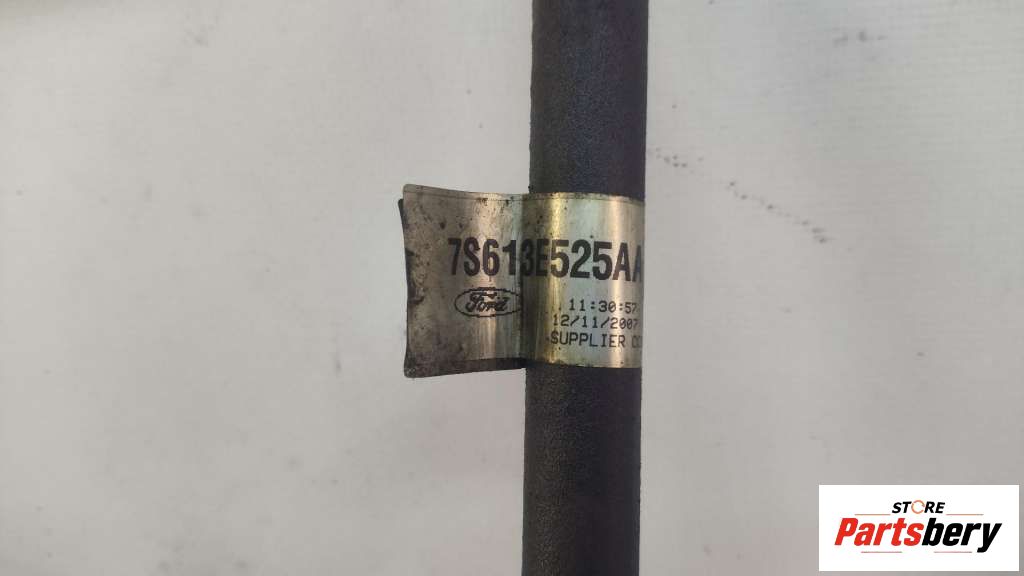 7S613E525AA
Ford
11:30:57
12/11/2007
SUPPLIER
STORE
Partsbery